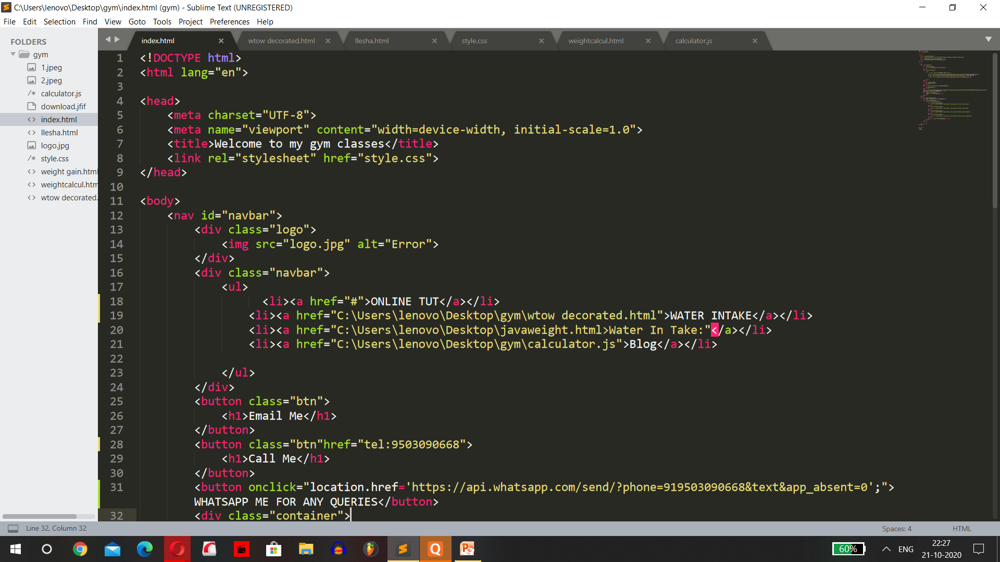 C:\Users\lenovo\Desktop\gym\index.html (gym) - Sublime Text (UNREGISTERED)
File Edit Selection Find View Goto Tools Project Preferences Help
FOLDERS
gym
1.jpeg
2.jpeg
calculator.js
download.jfif
index.html
llesha.html
logo.jpg
style.css
weight gain.html
weightcalcul.htm
wtow decorated.
index.html wtow decorated.html llesha.html style.css weightcalcul.html calculator.js
1 <!DOCTYPE html>
2 <html lang="en">
3
4 <head>
5 <meta charset="UTF-8">
6 <meta name="viewport" content="width=device-width, initial-scale=1.0">
7 <title>Welcome to my gym classes</title>
8 <link rel="stylesheet" href="style.css">
9 </head>
10
11 <body>
12 <nav id="navbar">
13 <div class="logo">
14 <img src="logo.jpg" alt="Error">
15 </div>
16 <div class="navbar">
17 <ul>
18 <li><a href="#">ONLINE TUT</a></li>
19 <li><a href="C:\Users\lenovo\Desktop\gym\wtow decorated.html">WATER INTAKE</a></li>
20 <li><a href="C:\Users\lenovo\Desktop\javaweight.html>Water In Take:"</a></li>
21 <li><a href="C:\Users\lenovo\Desktop\gym\calculator.js">Blog</a></li>
22
23 </ul>
24 </div>
25 <button class="btn">
26 <h1>Email Me</h1>
27 </button>
28 <button class="btn"href="tel:9503090668">
29 <h1>Call Me</h1>
30 </button>
31 <button onclick="location.href='https://api.whatsapp.com/send/?phone=919503090668&text&app_absent=0';">
WHATSAPP ME FOR ANY QUERIES</button>
32 <div class="container">
Line 32, Column 32
Spaces: 4 HTML
60% ENG
22:27
21-10-2020